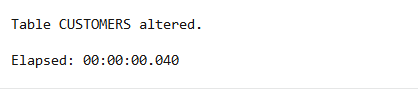 Table CUSTOMERS altered.
Elapsed: 00:00:00.040